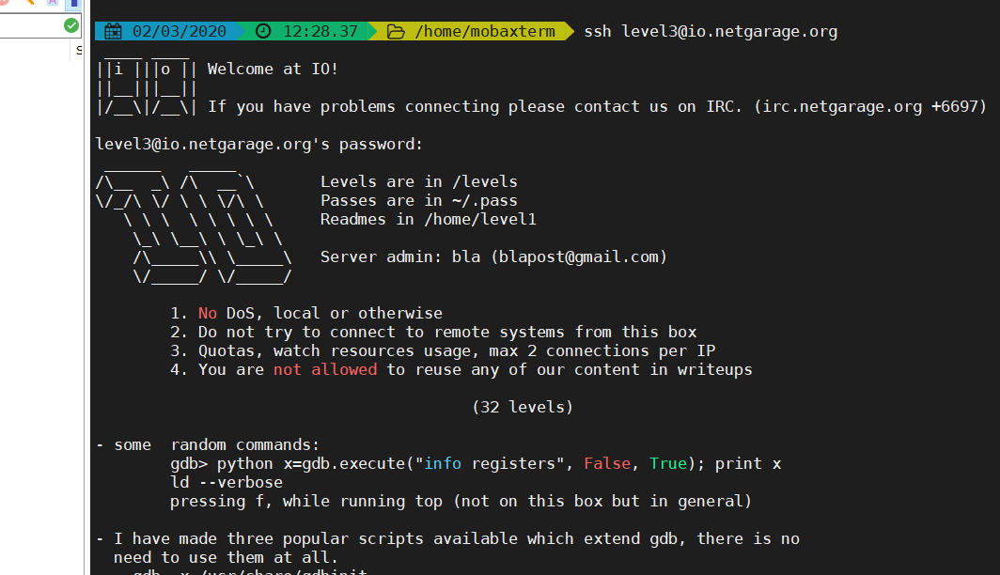 02/03/2020 12:28.37 /home/mobaxterm ssh level3@io.netgarage.org
 ____ ____
||i |||o || Welcome at IO!
||__|||__||
|/__\|/__\| If you have problems connecting please contact us on IRC. (irc.netgarage.org +6697)
level3@io.netgarage.org's password:
 ______   _____
/\__  _\ /\  __`\       Levels are in /levels
\/_/\ \/ \ \ \/\ \      Passes are in ~/.pass
   \ \ \  \ \ \ \ \     Readmes in /home/level1
    \_\ \__\ \ \_\ \
    /\_____\\ \_____\   Server admin: bla (blapost@gmail.com)
    \/_____/ \/_____/
1. No DoS, local or otherwise
2. Do not try to connect to remote systems from this box
3. Quotas, watch resources usage, max 2 connections per IP
4. You are not allowed to reuse any of our content in writeups
(32 levels)
- some  random commands:
gdb> python x=gdb.execute("info registers", False, True); print x
ld --verbose
pressing f, while running top (not on this box but in general)
- I have made three popular scripts available which extend gdb, there is no
need to use them at all.
gdb -x /usr/share/gdbinit